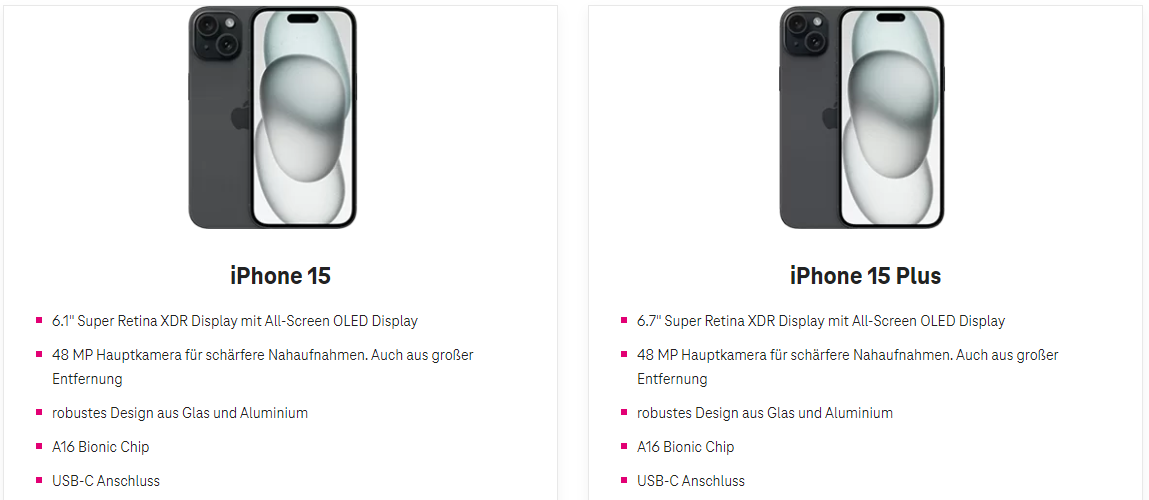 iPhone 15
6.1" Super Retina XDR Display mit All-Screen OLED Display
48 MP Hauptkamera für schärfere Nahaufnahmen. Auch aus großer
Entfernung
robustes Design aus Glas und Aluminium
A16 Bionic Chip
USB-C Anschluss
iPhone 15 Plus
6.7" Super Retina XDR Display mit All-Screen OLED Display
48 MP Hauptkamera für schärfere Nahaufnahmen. Auch aus großer
Entfernung
robustes Design aus Glas und Aluminium
A16 Bionic Chip
USB-C Anschluss